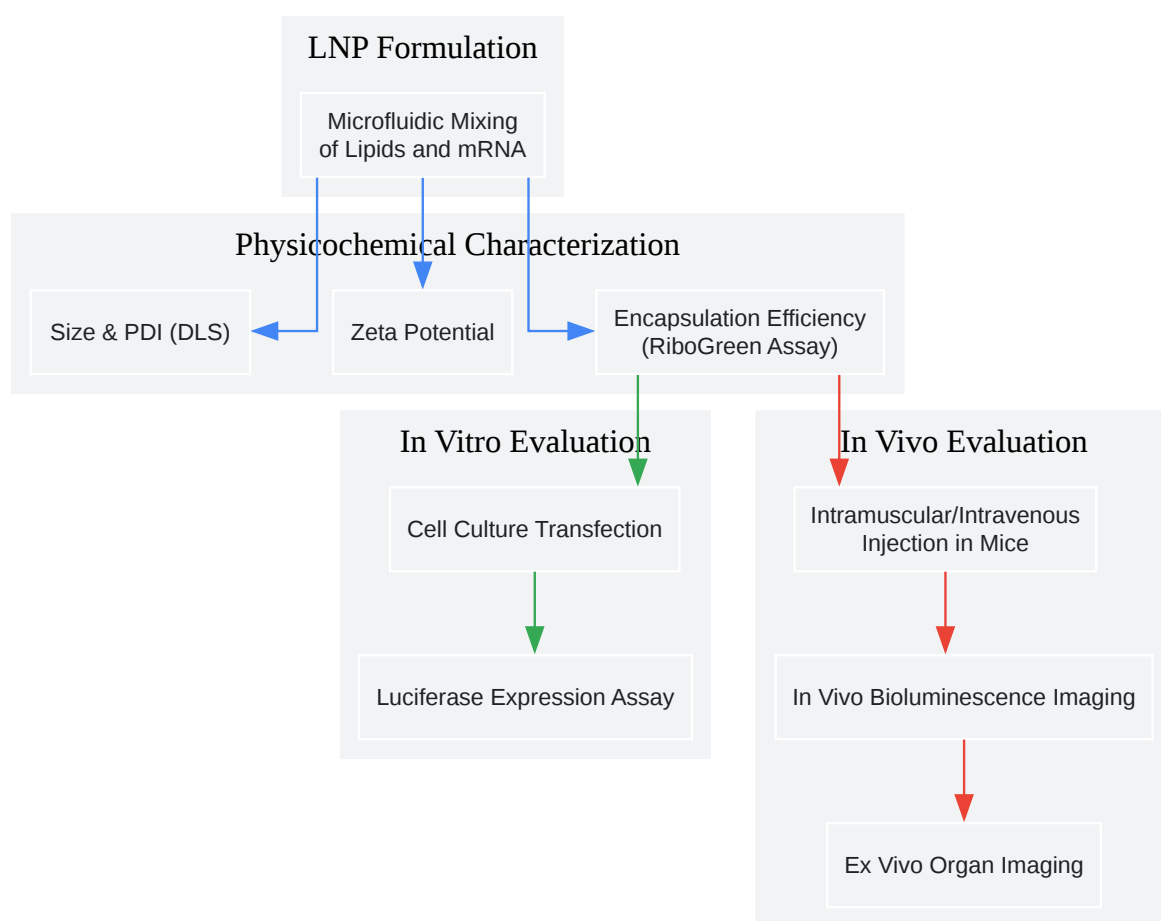 LNP Formulation
Microfluidic Mixing
of Lipids and mRNA
Physicochemical Characterization
Size & PDI (DLS)
Zeta Potential
Encapsulation Efficiency
(RiboGreen Assay)
In Vitro Evaluation
Cell Culture Transfection
Luciferase Expression Assay
In Vivo Evaluation
Intramuscular/Intravenous
Injection in Mice
In Vivo Bioluminescence Imaging
Ex Vivo Organ Imaging